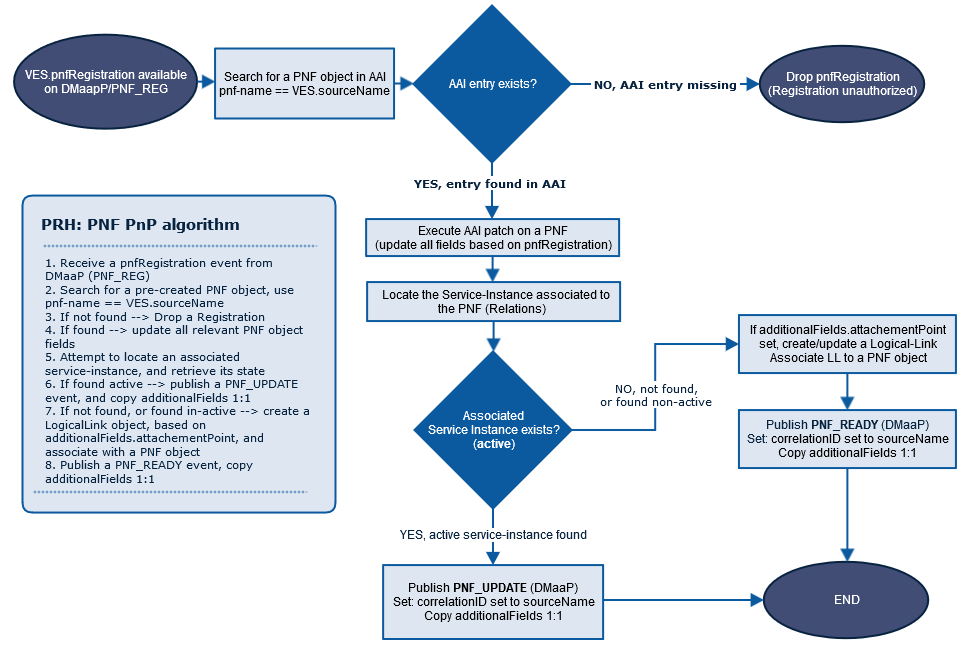 VES.pnfRegistration available
on DMaapP/PNF_REG
Search for a PNF object in AAI
pnf-name == VES.sourceName
AAI entry exists?
NO, AAI entry missing
Drop pnfRegistration
(Registration unauthorized)
YES, entry found in AAI
Execute AAI patch on a PNF
(update all fields based on pnfRegistration)
Locate the Service-Instance associated to
the PNF (Relations)
PRH: PNF PnP algorithm
1. Receive a pnfRegistration event from
DMaaP (PNF_REG)
2. Search for a pre-created PNF object, use
pnf-name == VES.sourceName
3. If not found --> Drop a Registration
4. If found --> update all relevant PNF object
fields
5. Attempt to locate an associated
service-instance, and retrieve its state
6. If found active --> publish a PNF_UPDATE
event, and copy additionalFields 1:1
7. If not found, or found in-active --> create a
LogicalLink object, based on
additionalFields.attachementPoint, and
associate with a PNF object
8. Publish a PNF_READY event, copy
additionalFields 1:1
Associated
Service Instance exists?
(active)
NO, not found,
or found non-active
If additionalFields.attachementPoint
set, create/update a Logical-Link
Associate LL to a PNF object
Publish PNF_READY (DMaaP)
Set: correlationID set to sourceName
Copy additionalFields 1:1
YES, active service-instance found
Publish PNF_UPDATE (DMaaP)
Set: correlationID set to sourceName
Copy additionalFields 1:1
END